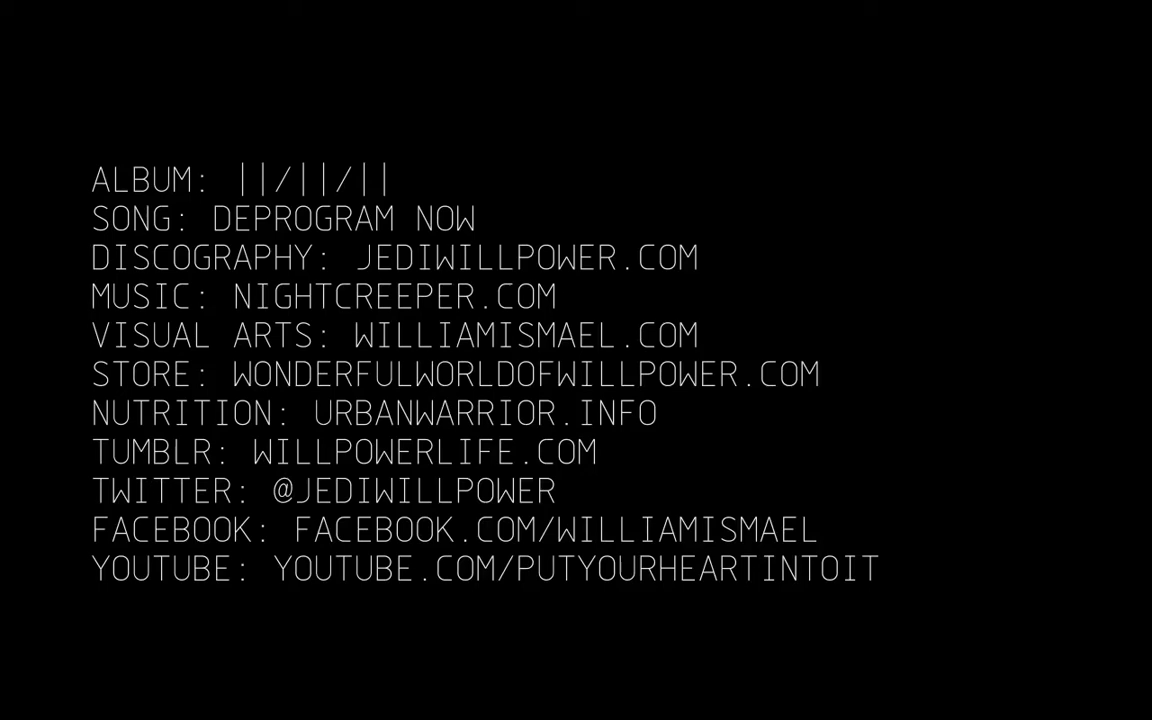 ALBUM: ||/||/||
SONG: DEPROGRAM NOW
DISCOGRAPHY: JEDIWILLPOWER.COM
MUSIC: NIGHTCREEPER.COM
VISUAL ARTS: WILLIAMISMAEL.COM
STORE: WONDERFULWORLDOFWILLPOWER.COM
NUTRITION: URBANWARRIOR.INFO
TUMBLR: WILLPOWERLIFE.COM
TWITTER: @JEDIWILLPOWER
FACEBOOK: FACEBOOK.COM/WILLIAMISMAEL
YOUTUBE: YOUTUBE.COM/PUTYOURHEARTINTOIT